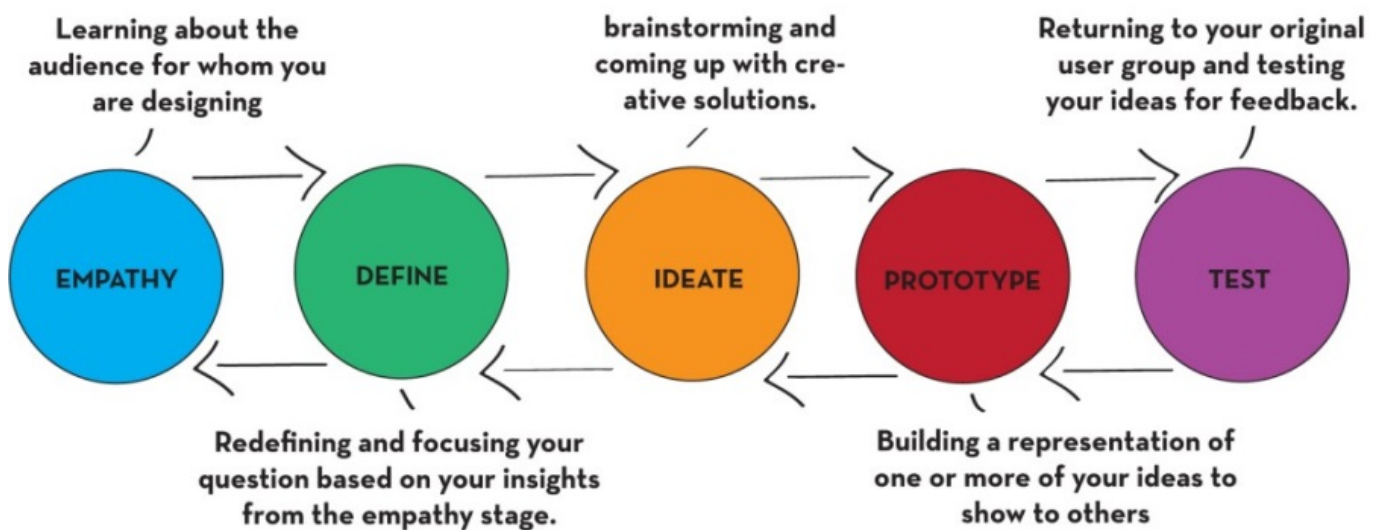 Learning about the
audience for whom you
are designing
brainstorming and
coming up with cre-
ative solutions.
Returning to your original
user group and testing
your ideas for feedback.
EMPATHY
DEFINE
IDEATE
PROTOTYPE
TEST
Redefining and focusing your
question based on your insights
from the empathy stage.
Building a representation of
one or more of your ideas to
show to others